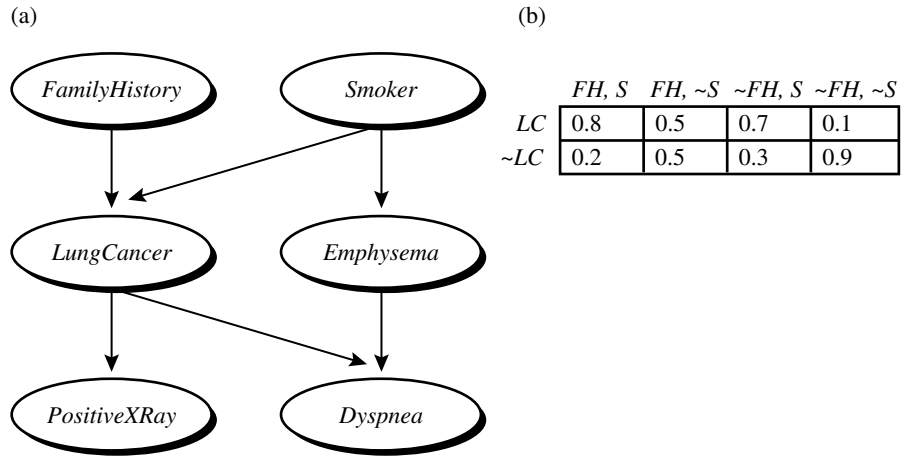 (a)
(b)
FamilyHistory
Smoker
FH, S FH, ~S ~FH, S ~FH, ~S
LC 0.8 0.5 0.7 0.1
~LC 0.2 0.5 0.3 0.9
LungCancer
Emphysema
PositiveXRay
Dyspnea